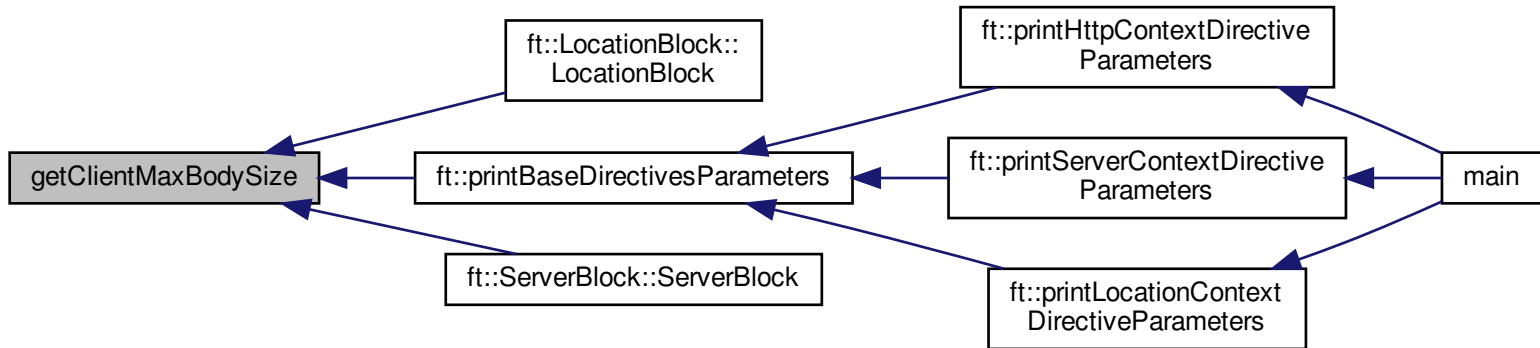 getClientMaxBodySize
ft::LocationBlock::
LocationBlock
ft::printBaseDirectivesParameters
ft::ServerBlock::ServerBlock
ft::printHttpContextDirective
Parameters
ft::printServerContextDirective
Parameters
ft::printLocationContext
DirectiveParameters
main